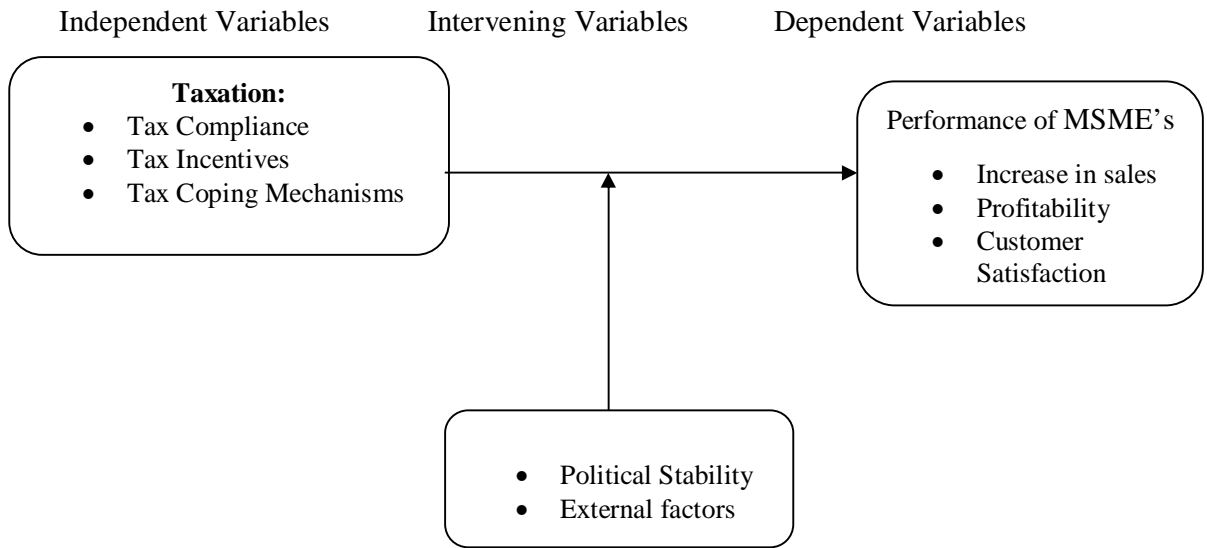 Independent Variables Intervening Variables Dependent Variables
Taxation:
• Tax Compliance
• Tax Incentives
• Tax Coping Mechanisms
Performance of MSME’s
• Increase in sales
• Profitability
• Customer
Satisfaction
• Political Stability
• External factors